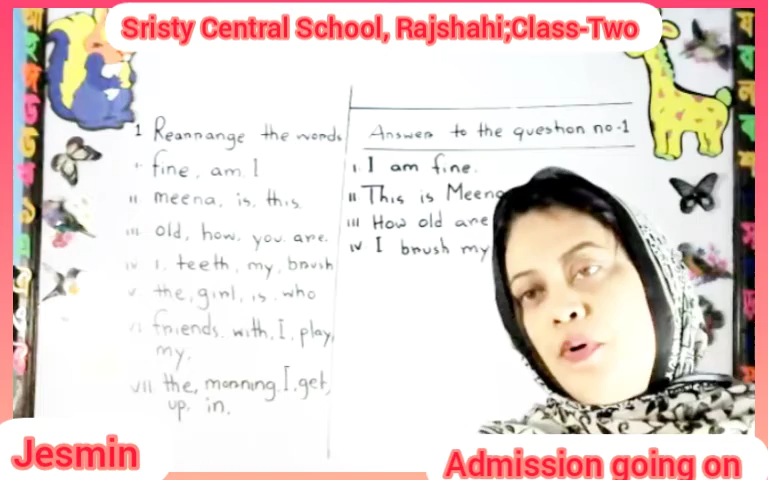 Sristy Central School, Rajshahi;Class-Two
1 Rearrange the words
i. fine, am I
ii meena, is, this
iii old, how, you are.
iv I, teeth, my, brush
v. the, girl, is, who
vi friends, with, I, play,
my.
vii the, morning, I, get,
up, in.
Answer to the question no-1
i. I am fine.
ii This is Meena
iii How old are
iv I brush my
Jesmin
Admission going on